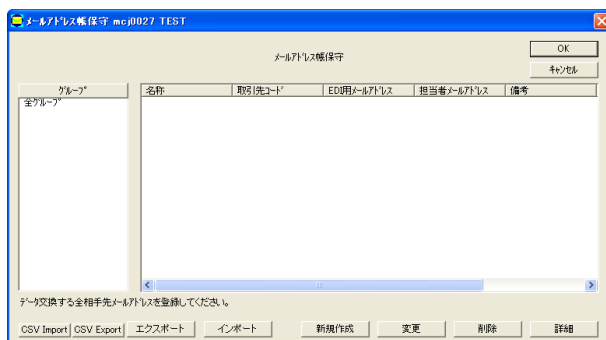 メールアドレス帳保守 mcj0027 TEST
メールアドレス帳保守
OK
キャンセル
グループ
名称 取引先コード EDI用メールアドレス 担当者メールアドレス 備考
全グループ
データ交換する全相手先メールアドレスを登録してください。
CSV Import CSV Export エクスポート インポート 新規作成 変更 削除 詳細